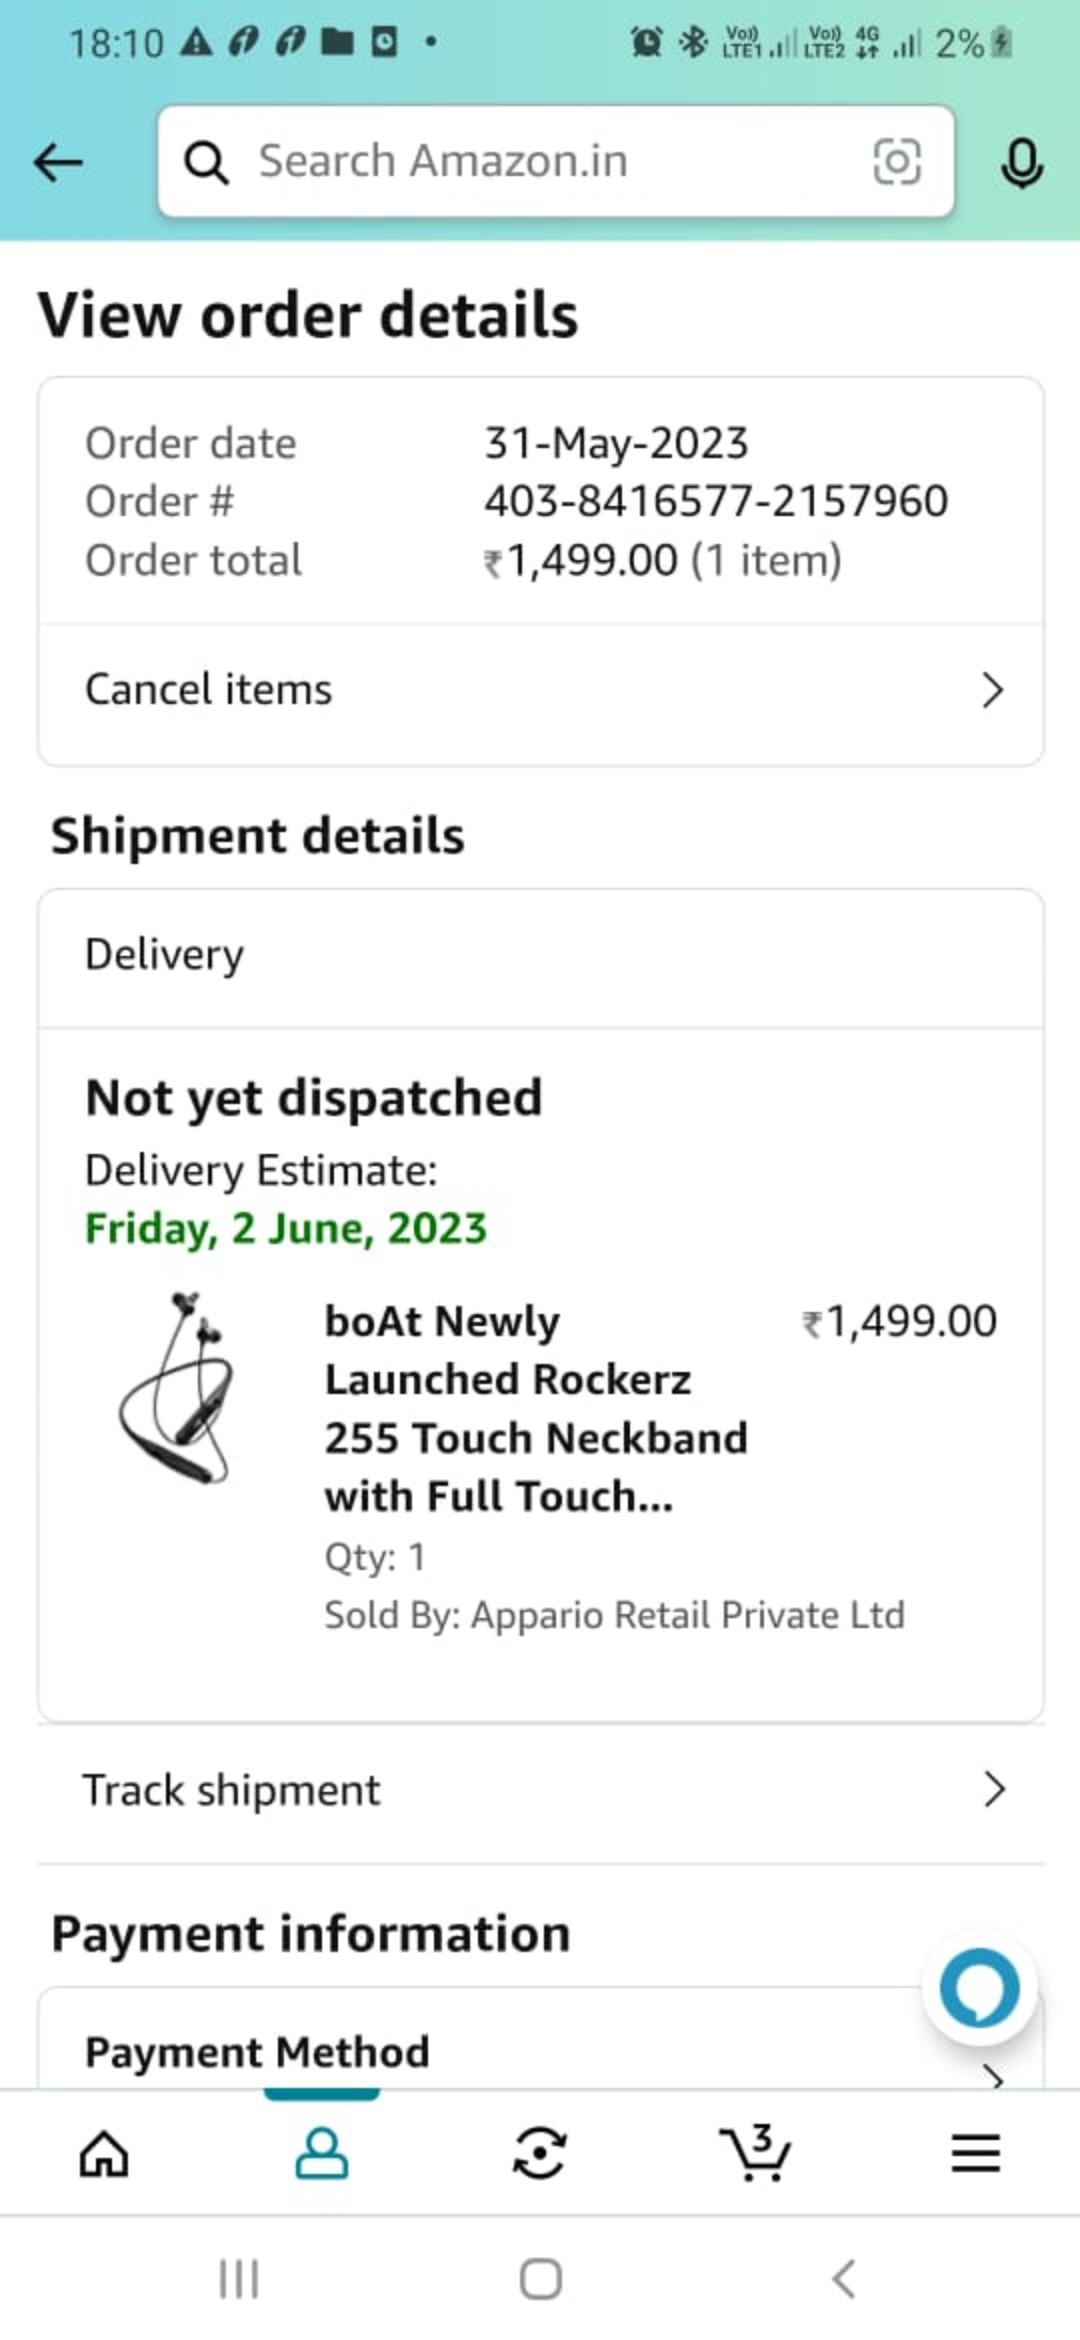 18:10
Vo)) LTE1 Vo)) LTE2 4G 2%
Search Amazon.in
View order details
Order date 31-May-2023
Order # 403-8416577-2157960
Order total ₹1,499.00 (1 item)
Cancel items
Shipment details
Delivery
Not yet dispatched
Delivery Estimate:
Friday, 2 June, 2023
boAt Newly ₹1,499.00
Launched Rockerz
255 Touch Neckband
with Full Touch...
Qty: 1
Sold By: Appario Retail Private Ltd
Track shipment
Payment information
Payment Method
3